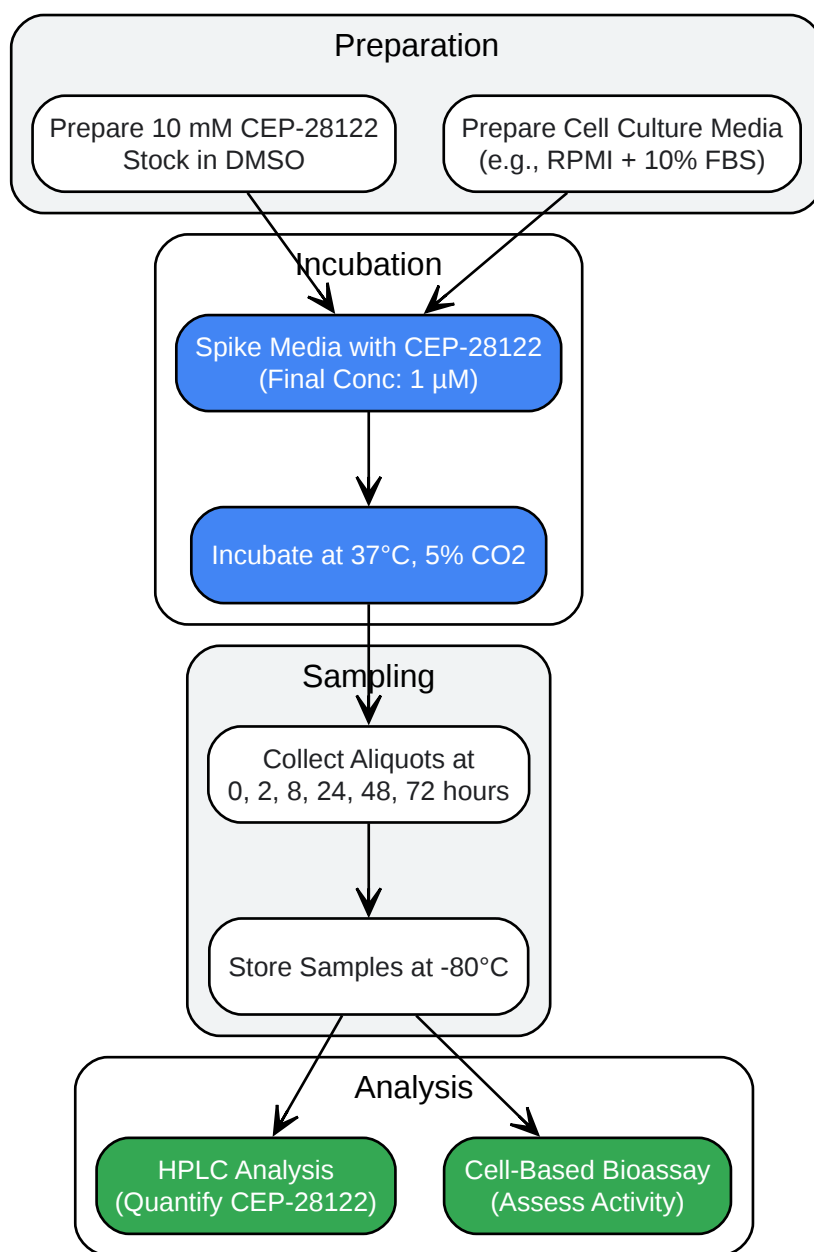 Preparation
Prepare 10 mM CEP-28122
Stock in DMSO
Prepare Cell Culture Media
(e.g., RPMI + 10% FBS)
Incubation
Spike Media with CEP-28122
(Final Conc: 1 µM)
Incubate at 37°C, 5% CO2
Sampling
Collect Aliquots at
0, 2, 8, 24, 48, 72 hours
Store Samples at -80°C
Analysis
HPLC Analysis
(Quantify CEP-28122)
Cell-Based Bioassay
(Assess Activity)